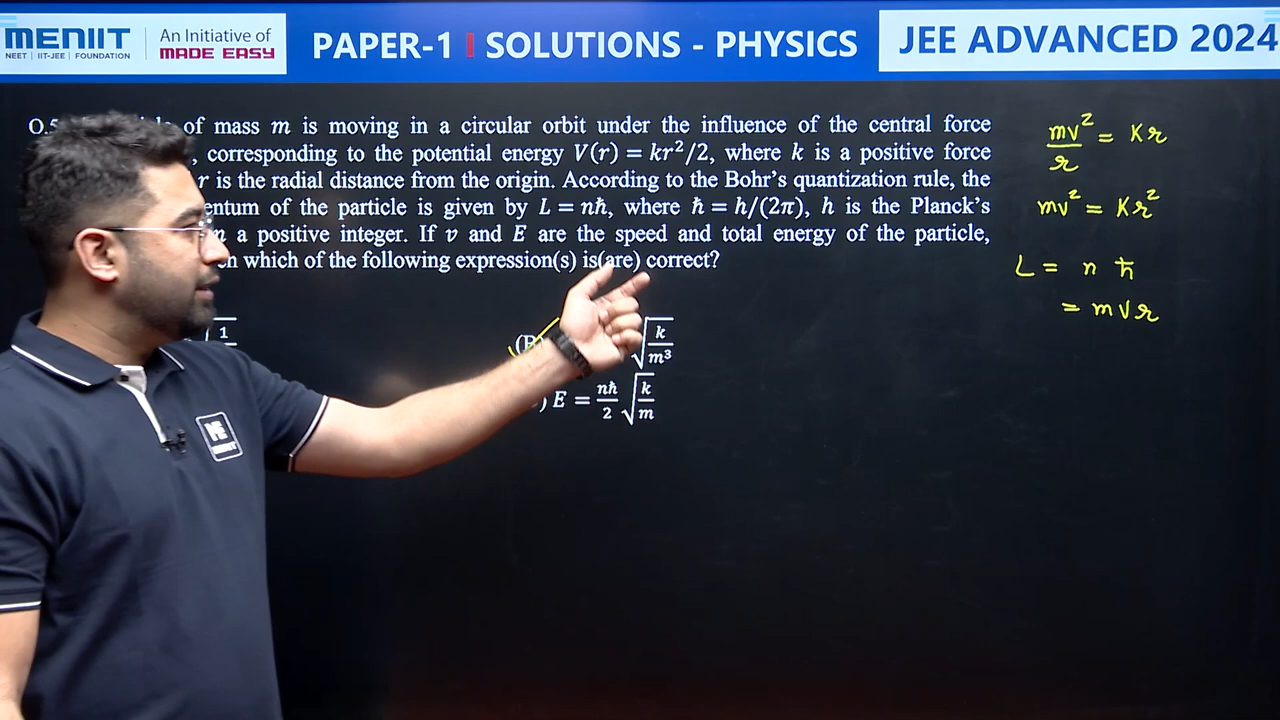 MENIIT
NEET | IIT-JEE | FOUNDATION
An Initiative of
MADE EASY
PAPER-1 | SOLUTIONS - PHYSICS
JEE ADVANCED 2024
of mass m is moving in a circular orbit under the influence of the central force
, corresponding to the potential energy V(r) = kr²/2, where k is a positive force
r is the radial distance from the origin. According to the Bohr's quantization rule, the
of the particle is given by L = nħ, where ħ = h/(2π), h is the Planck's
a positive integer. If v and E are the speed and total energy of the particle,
which of the following expression(s) is(are) correct?
√(1
√(k/m³)
E = nħ/2 √(k/m)
mv²/r = Kr
mv² = Kr²
L = n ħ
= mvr
ME
MENIIT